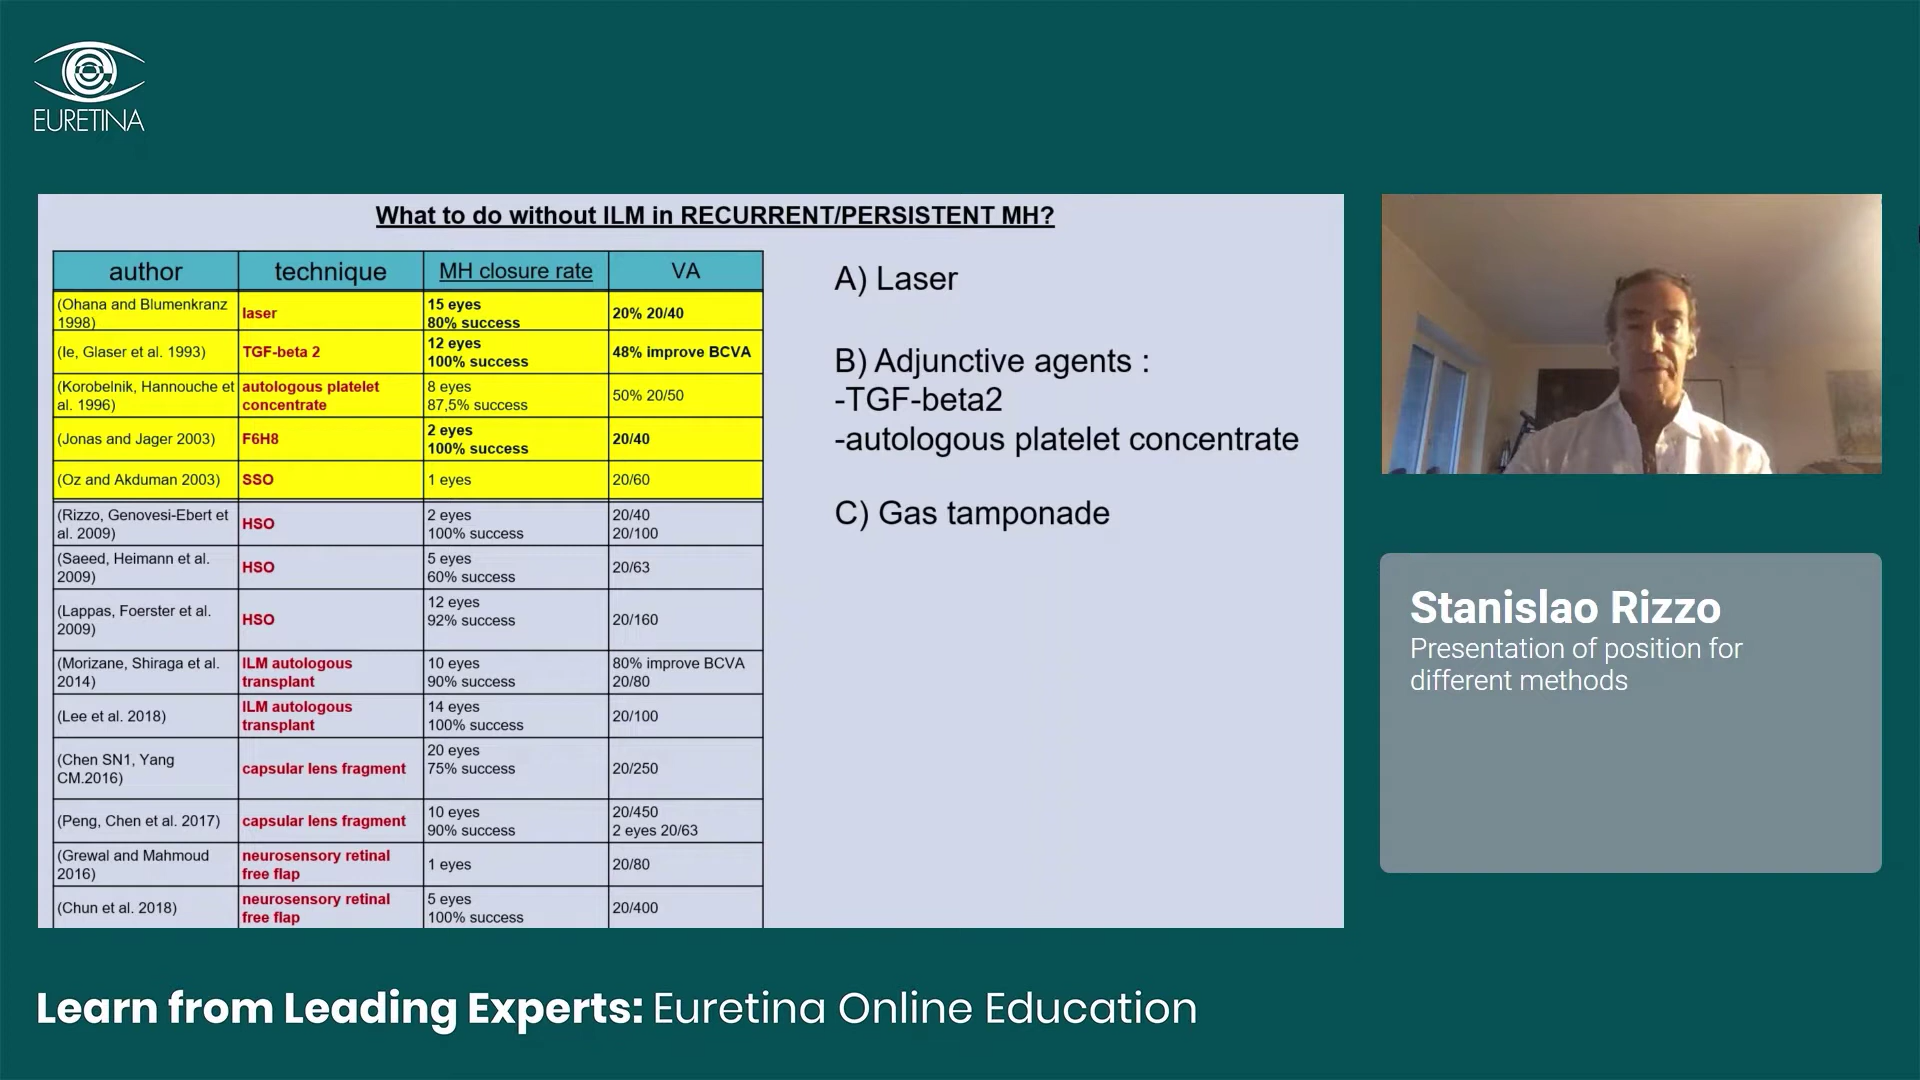 EURETINA
What to do without ILM in RECURRENT/PERSISTENT MH?
author technique MH closure rate VA
(Ohana and Blumenkranz 1998) laser 15 eyes 80% success 20% 20/40
(Ie, Glaser et al. 1993) TGF-beta 2 12 eyes 100% success 48% improve BCVA
(Korobelnik, Hannouche et al. 1996) autologous platelet concentrate 8 eyes 87,5% success 50% 20/50
(Jonas and Jager 2003) F6H8 2 eyes 100% success 20/40
(Oz and Akduman 2003) SSO 1 eyes 20/60
(Rizzo, Genovesi-Ebert et al. 2009) HSO 2 eyes 100% success 20/40 20/100
(Saeed, Heimann et al. 2009) HSO 5 eyes 60% success 20/63
(Lappas, Foerster et al. 2009) HSO 12 eyes 92% success 20/160
(Morizane, Shiraga et al. 2014) ILM autologous transplant 10 eyes 90% success 80% improve BCVA 20/80
(Lee et al. 2018) ILM autologous transplant 14 eyes 100% success 20/100
(Chen SN1, Yang CM.2016) capsular lens fragment 20 eyes 75% success 20/250
(Peng, Chen et al. 2017) capsular lens fragment 10 eyes 90% success 20/450 2 eyes 20/63
(Grewal and Mahmoud 2016) neurosensory retinal free flap 1 eyes 20/80
(Chun et al. 2018) neurosensory retinal free flap 5 eyes 100% success 20/400
A) Laser
B) Adjunctive agents :
-TGF-beta2
-autologous platelet concentrate
C) Gas tamponade
Stanislao Rizzo
Presentation of position for
different methods
Learn from Leading Experts: Euretina Online Education